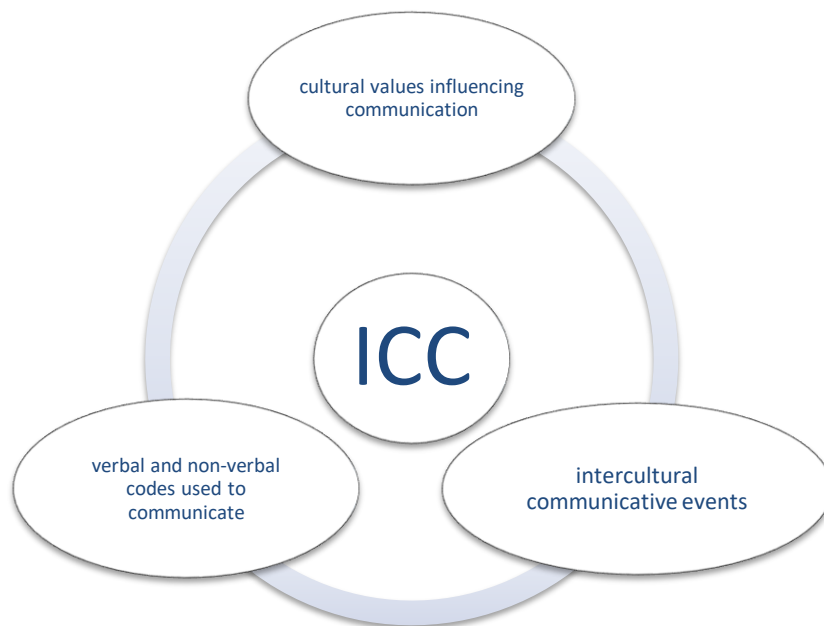 cultural values influencing
communication
ICC
verbal and non-verbal
codes used to
communicate
intercultural
communicative events